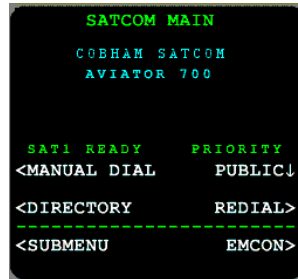 SATCOM MAIN
COBHAM SATCOM
AVIATOR 700
SAT1 READY PRIORITY
<MANUAL DIAL PUBLIC↓
<DIRECTORY REDIAL>
<SUBMENU EMCON>